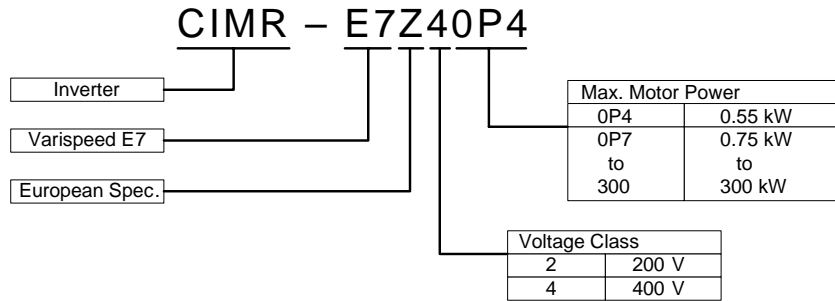 CIMR – E7Z40P4
Inverter
Varispeed E7
European Spec.
Max. Motor Power
0P4 0.55 kW
0P7 0.75 kW
to to
300 300 kW
Voltage Class
2 200 V
4 400 V